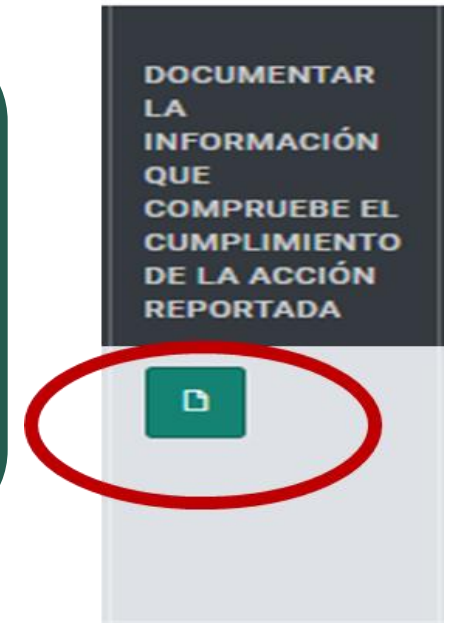 DOCUMENTAR
LA
INFORMACIÓN
QUE
COMPRUEBE EL
CUMPLIMIENTO
DE LA ACCIÓN
REPORTADA